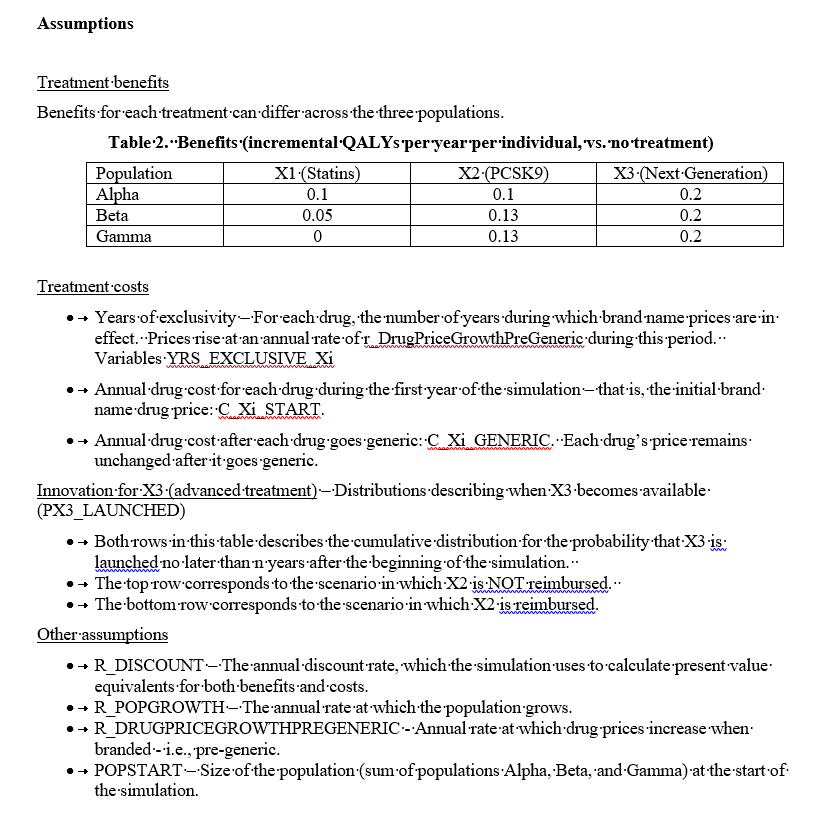 Assumptions
Treatment benefits
Benefits for each treatment can differ across the three populations.
Table 2. Benefits (incremental QALYs per year per individual, vs. no treatment)
Population X1 (Statins) X2 (PCSK9) X3 (Next Generation)
Alpha 0.1 0.1 0.2
Beta 0.05 0.13 0.2
Gamma 0 0.13 0.2
Treatment costs
• → Years of exclusivity – For each drug, the number of years during which brand name prices are in
effect. Prices rise at an annual rate of r_DrugPriceGrowthPreGeneric during this period.
Variables YRS_EXCLUSIVE_Xi
• → Annual drug cost for each drug during the first year of the simulation – that is, the initial brand
name drug price: C_Xi_START.
• → Annual drug cost after each drug goes generic: C_Xi_GENERIC. Each drug's price remains
unchanged after it goes generic.
Innovation for X3 (advanced treatment) – Distributions describing when X3 becomes available
(PX3_LAUNCHED)
• → Both rows in this table describes the cumulative distribution for the probability that X3 is
launched no later than n years after the beginning of the simulation.
• → The top row corresponds to the scenario in which X2 is NOT reimbursed.
• → The bottom row corresponds to the scenario in which X2 is reimbursed.
Other assumptions
• → R_DISCOUNT – The annual discount rate, which the simulation uses to calculate present value
equivalents for both benefits and costs.
• → R_POPGROWTH – The annual rate at which the population grows.
• → R_DRUGPRICEGROWTHPREGENERIC - Annual rate at which drug prices increase when
branded - i.e., pre-generic.
• → POPSTART – Size of the population (sum of populations Alpha, Beta, and Gamma) at the start of
the simulation.